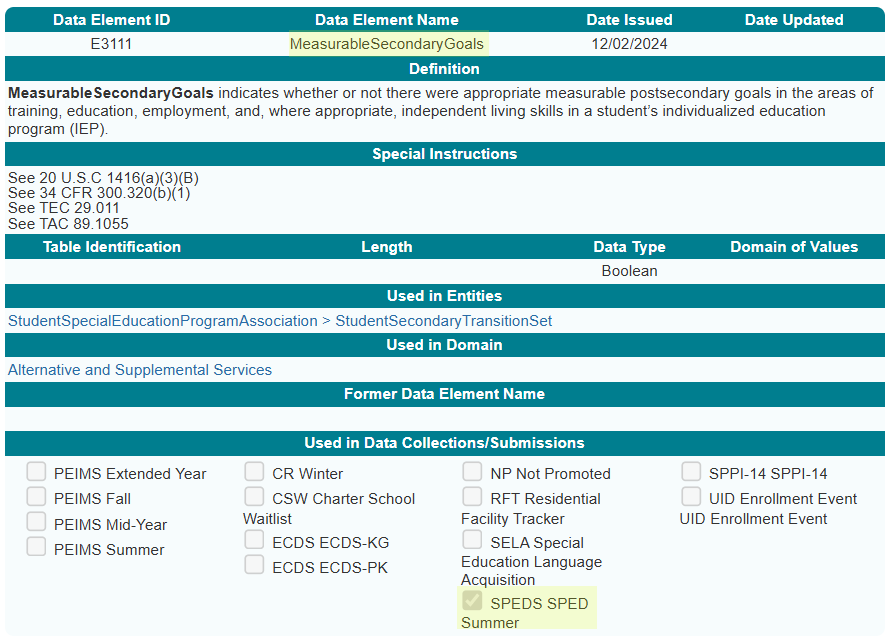 Data Element ID Data Element Name Date Issued Date Updated
E3111 MeasurableSecondaryGoals 12/02/2024
Definition
MeasurableSecondaryGoals indicates whether or not there were appropriate measurable postsecondary goals in the areas of
training, education, employment, and, where appropriate, independent living skills in a student’s individualized education
program (IEP).
Special Instructions
See 20 U.S.C 1416(a)(3)(B)
See 34 CFR 300.320(b)(1)
See TEC 29.011
See TAC 89.1055
Table Identification Length Data Type Domain of Values
Boolean
Used in Entities
StudentSpecialEducationProgramAssociation > StudentSecondaryTransitionSet
Used in Domain
Alternative and Supplemental Services
Former Data Element Name
Used in Data Collections/Submissions
PEIMS Extended Year
PEIMS Fall
PEIMS Mid-Year
PEIMS Summer
CR Winter
CSW Charter School
Waitlist
ECDS ECDS-KG
ECDS ECDS-PK
NP Not Promoted
RFT Residential
Facility Tracker
SELA Special
Education Language
Acquisition
SPEDS SPED
Summer
SPPI-14 SPPI-14
UID Enrollment Event
UID Enrollment Event